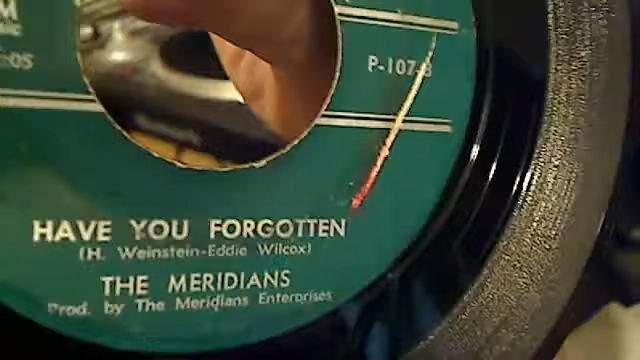 P-107-B
HAVE YOU FORGOTTEN
(H. Weinstein-Eddie Wilcox)
THE MERIDIANS
Prod. by The Meridians Enterprises